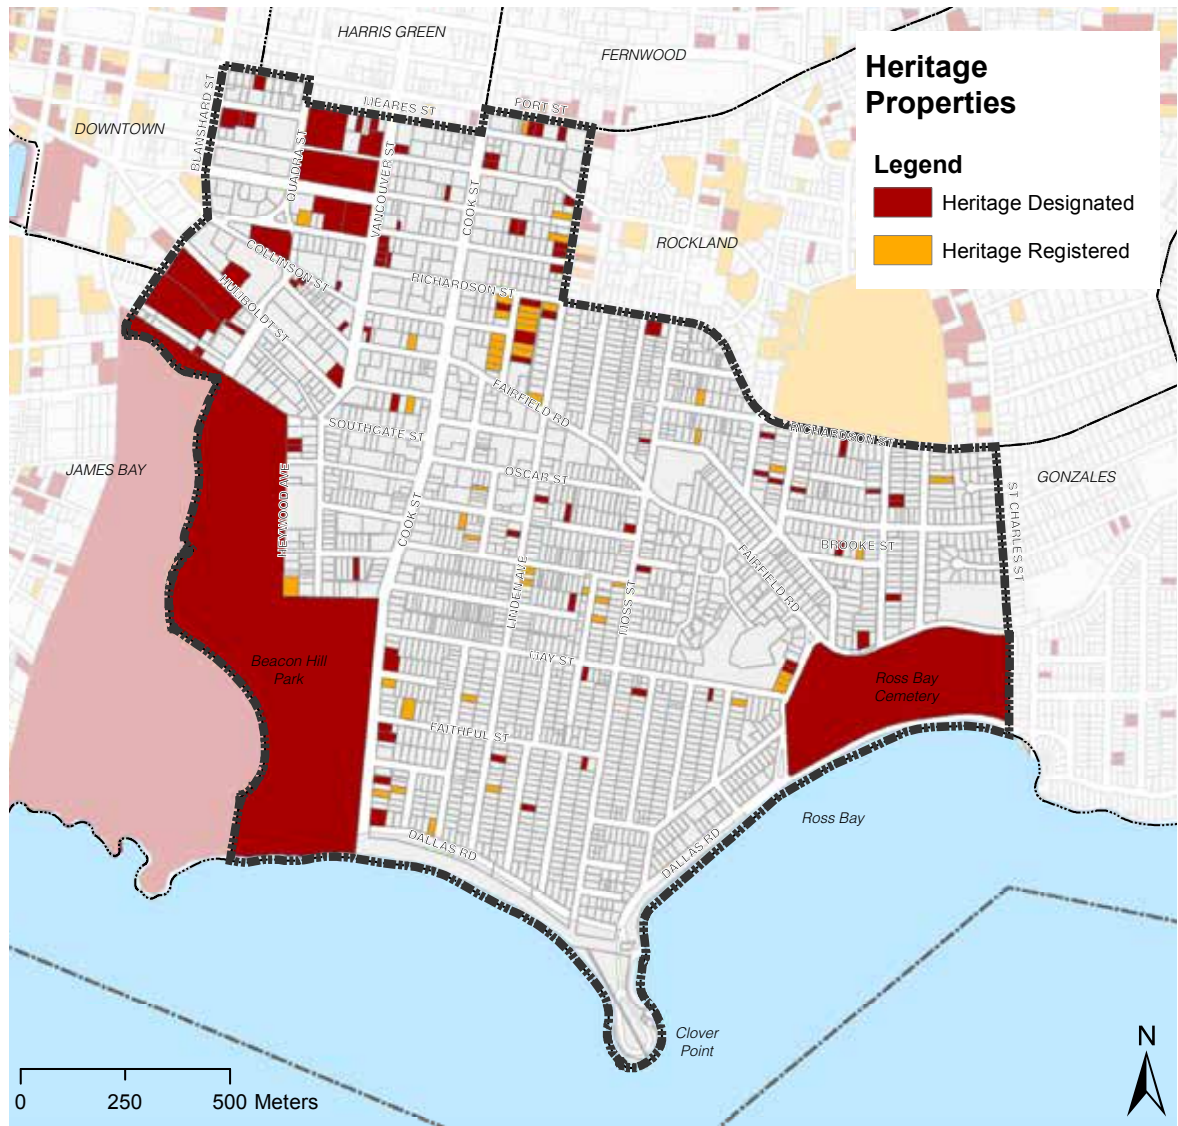 HARRIS GREEN
FERNWOOD
Heritage
Properties
Legend
Heritage Designated
Heritage Registered
DOWNTOWN
BLANSHARD ST
MEARES ST
FORT ST
QUADRA ST
VANCOUVER ST
COOK ST
ROCKLAND
COLLINSON ST
HUMBOLDT ST
RICHARDSON ST
FAIRFIELD RD
SOUTHGATE ST
RICHARDSON ST
JAMES BAY
HEYWOOD AVE
OSCAR ST
GONZALES
ST CHARLES ST
COOK ST
BROOKE ST
LINDEN AVE
MOSS ST
FAIRFIELD RD
MAY ST
Beacon Hill
Park
Ross Bay
Cemetery
FAITHFUL ST
DALLAS RD
DALLAS RD
Ross Bay
Clover
Point
N
0 250 500 Meters